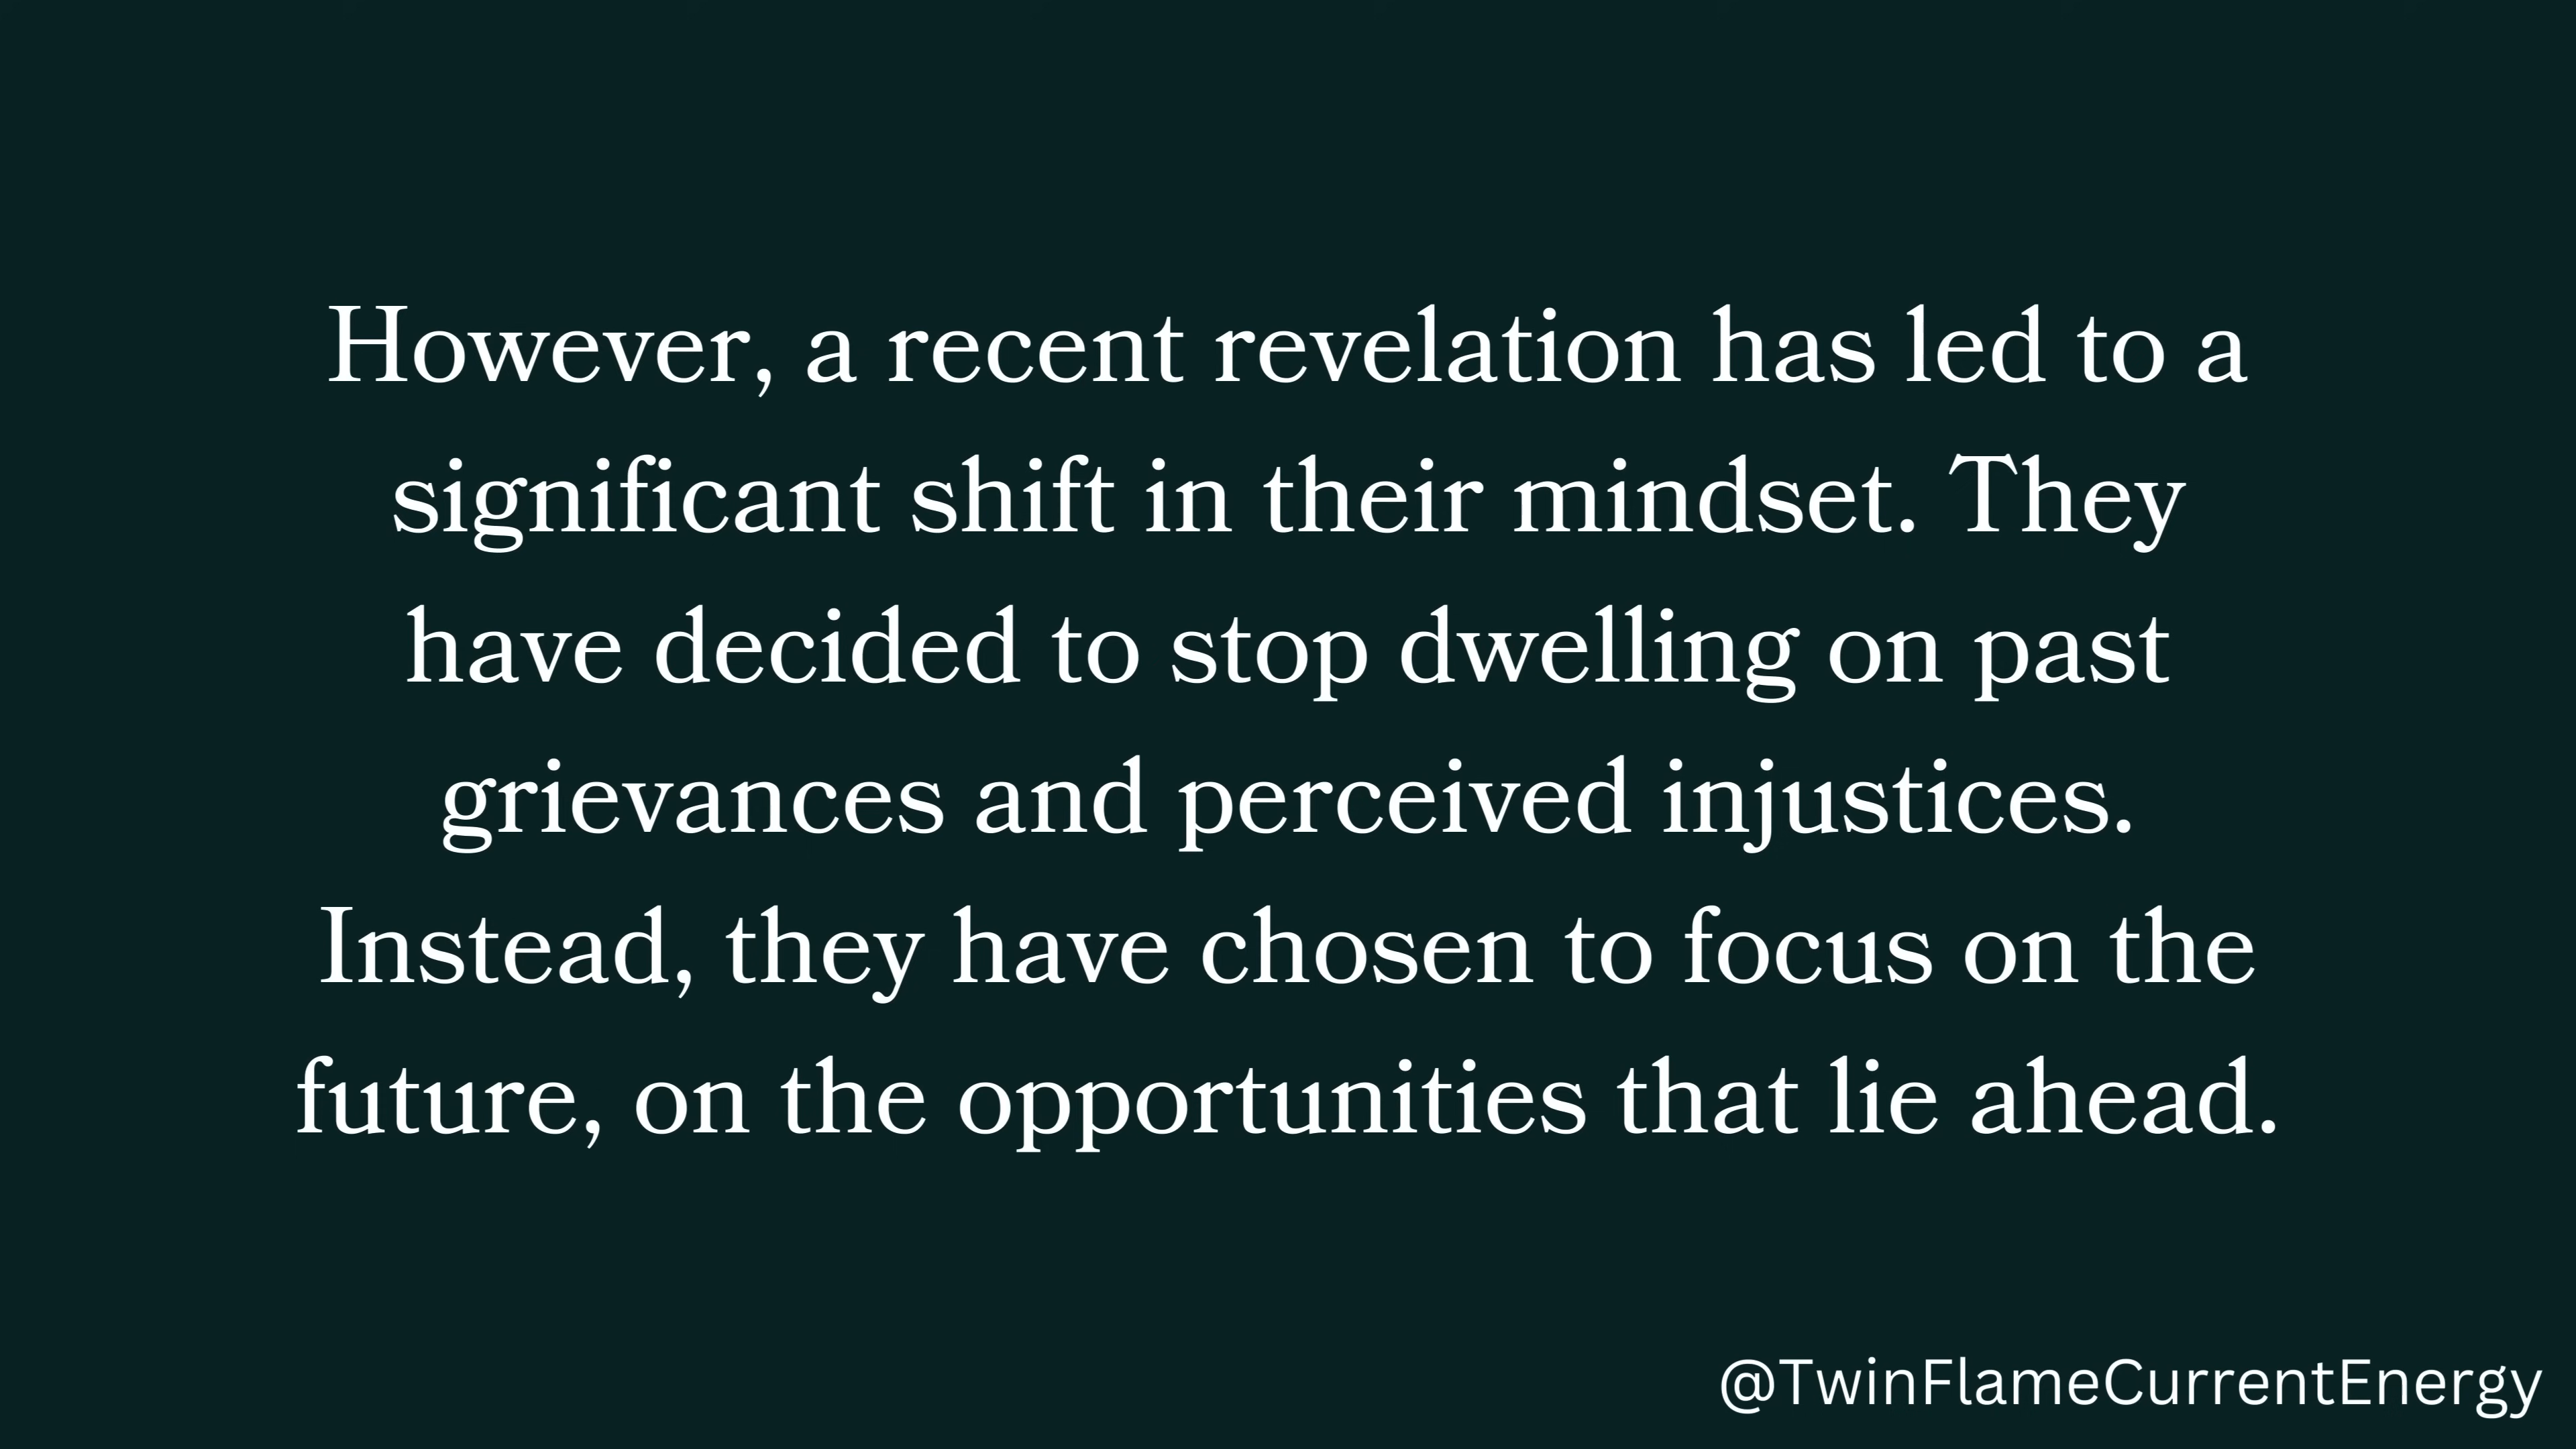 However, a recent revelation has led to a
significant shift in their mindset. They
have decided to stop dwelling on past
grievances and perceived injustices.
Instead, they have chosen to focus on the
future, on the opportunities that lie ahead.
@TwinFlameCurrentEnergy